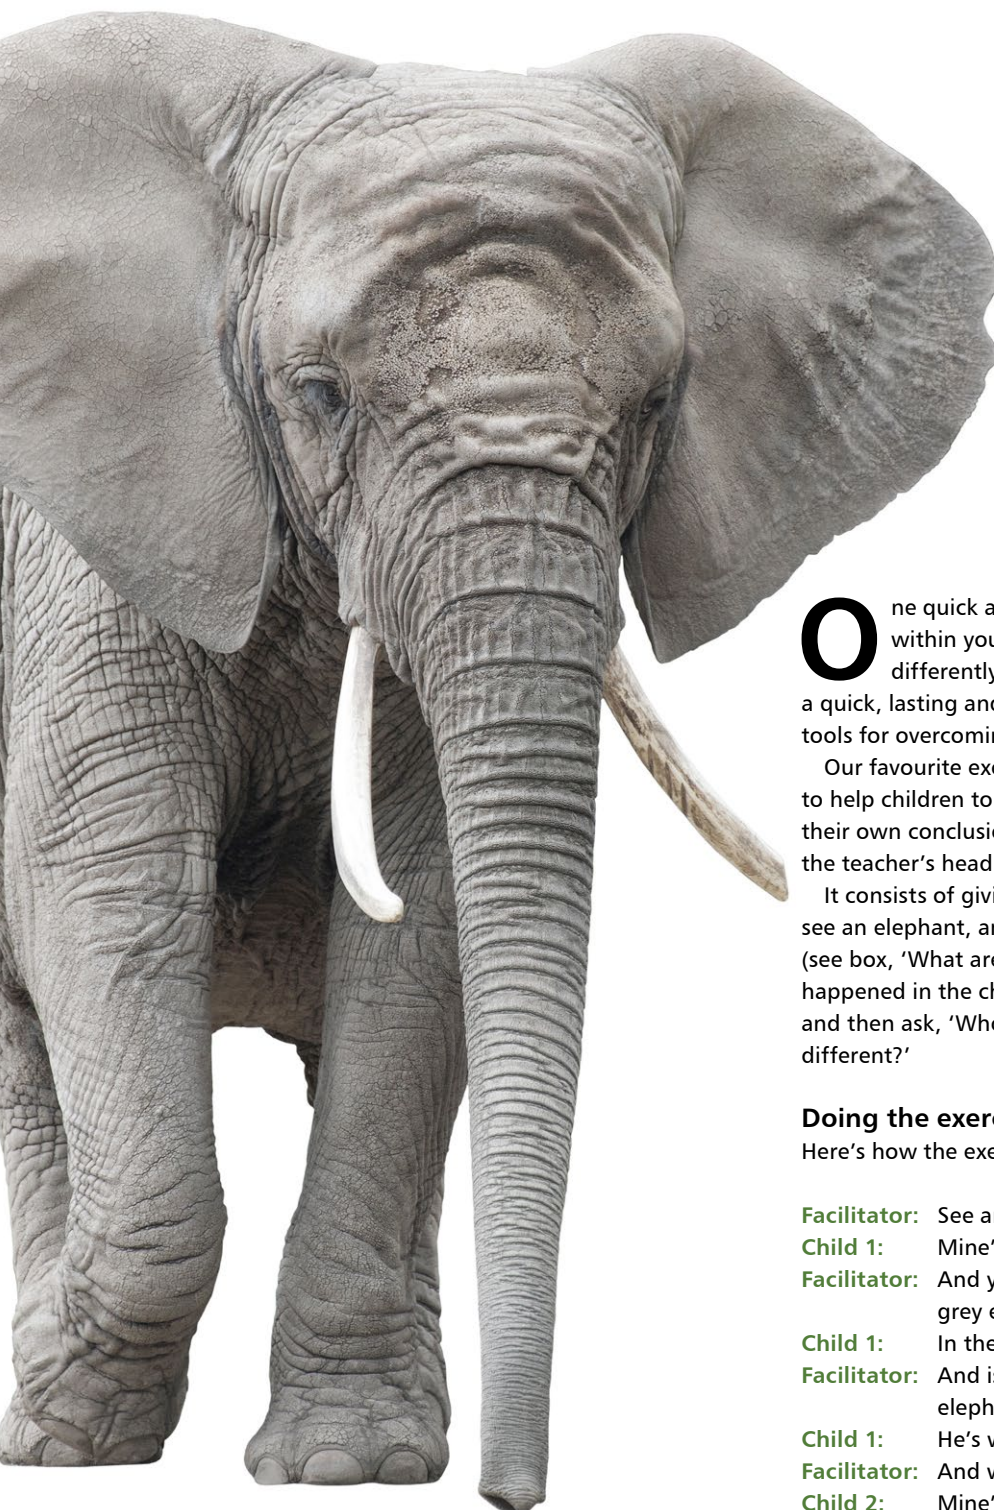 One quick a
within you
differently
a quick, lasting and
tools for overcomin
Our favourite exe
to help children to
their own conclusio
the teacher's head
It consists of givi
see an elephant, an
(see box, 'What are
happened in the ch
and then ask, 'Who
different?'
Doing the exerc
Here's how the exe
Facilitator: See a
Child 1: Mine'
Facilitator: And y
grey e
Child 1: In the
Facilitator: And is
eleph
Child 1: He's w
Facilitator: And w
Child 2: Mine'